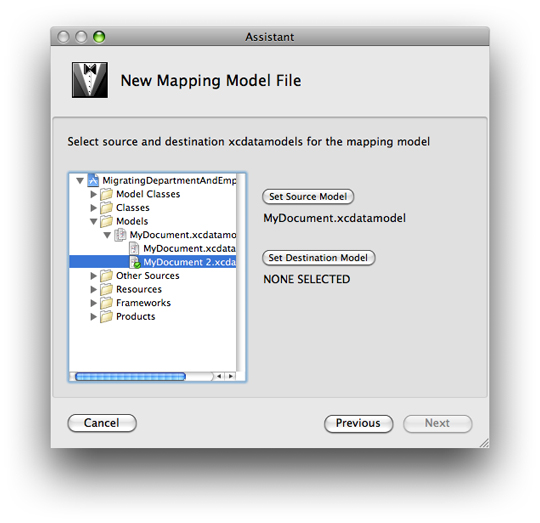 Assistant
New Mapping Model File
Select source and destination xcdatamodels for the mapping model
MigratingDepartmentAndEmp
Model Classes
Classes
Models
MyDocument.xcdatamo
MyDocument.xcdata
MyDocument 2.xcda
Other Sources
Resources
Frameworks
Products
Set Source Model
MyDocument.xcdatamodel
Set Destination Model
NONE SELECTED
Cancel
Previous
Next